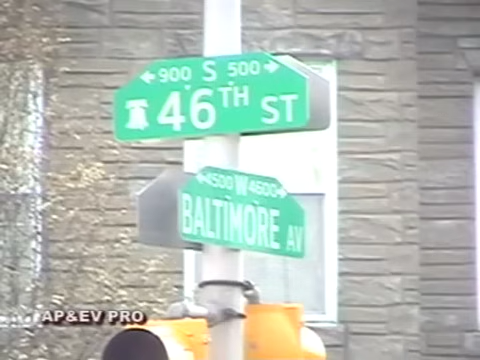 ← 900 S 500 →
46TH ST
← 4500 W 4600 →
BALTIMORE AV
AP&EV PRO